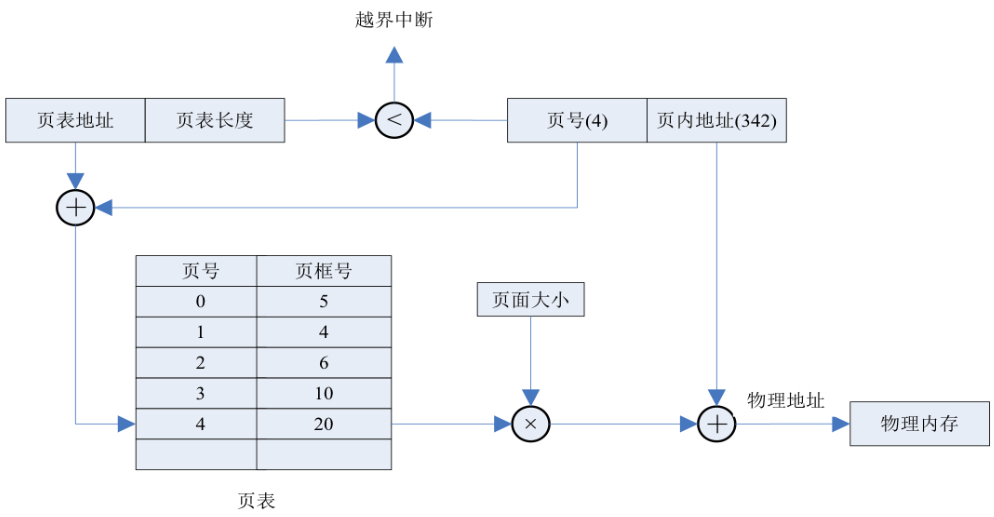 越界中断
页表地址 页表长度 < 页号(4) 页内地址(342)
+
页号 页框号
0 5
1 4
2 6
3 10
4 20
页面大小
×
+
物理地址
物理内存
页表